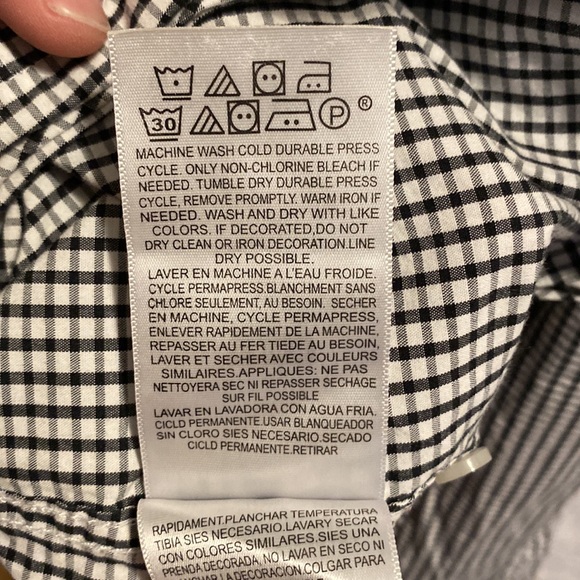 30 P ®
MACHINE WASH COLD DURABLE PRESS
CYCLE. ONLY NON-CHLORINE BLEACH IF
NEEDED. TUMBLE DRY DURABLE PRESS
CYCLE, REMOVE PROMPTLY. WARM IRON IF
NEEDED. WASH AND DRY WITH LIKE
COLORS. IF DECORATED,DO NOT
DRY CLEAN OR IRON DECORATION.LINE
DRY POSSIBLE.
LAVER EN MACHINE A L'EAU FROIDE.
CYCLE PERMAPRESS.BLANCHMENT SANS
CHLORE SEULEMENT, AU BESOIN. SECHER
EN MACHINE, CYCLE PERMAPRESS,
ENLEVER RAPIDEMENT DE LA MACHINE,
REPASSER AU FER TIEDE AU BESOIN,
LAVER ET SECHER AVEC COULEURS
SIMILAIRES.APPLIQUES: NE PAS
NETTOYERA SEC NI REPASSER SECHAGE
SUR FIL POSSIBLE
LAVAR EN LAVADORA CON AGUA FRIA.
CICLD PERMANENT.USAR BLANQUEADOR
SIN CLORO SIES NECESARIO.SECADO
CICLD PERMANENT.RETIRAR
RAPIDAMENT.PLANCHAR TEMPERATURA
TIBIA SIES NECESARIO.LAVARY SECAR
CON COLORES SIMILARES.SIES UNA
PRENDA DECORADA, NO LAVAR EN SECO NI
PLANCHAR DECORACION.COLGAR PARA